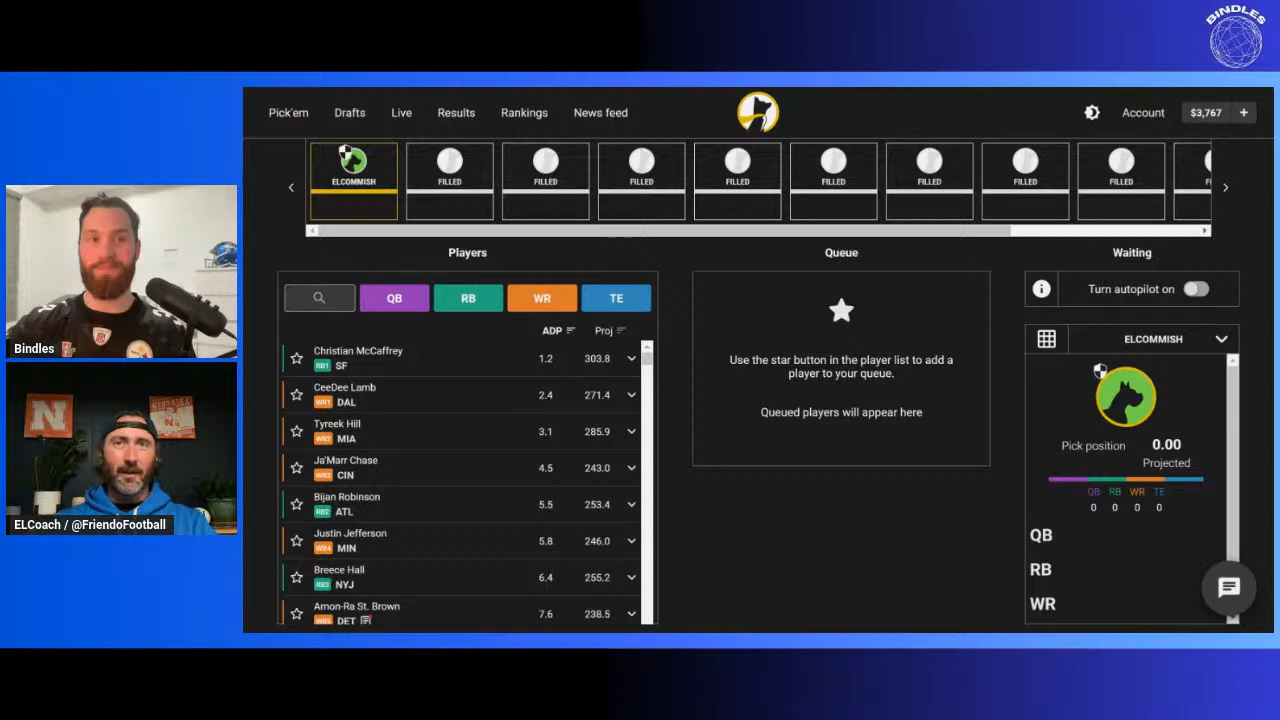 BINDLES
Pick'em Drafts Live Results Rankings News feed Account $3,767 +
ELCOMMISH FILLED FILLED FILLED FILLED FILLED FILLED FILLED FILLED
Players Queue Waiting
QB RB WR TE
Turn autopilot on
ADP Proj
Christian McCaffrey
RB1 SF 1.2 303.8
CeeDee Lamb
WR1 DAL 2.4 271.4
Tyreek Hill
WR2 MIA 3.1 285.9
Ja'Marr Chase
WR3 CIN 4.5 243.0
Bijan Robinson
RB2 ATL 5.5 253.4
Justin Jefferson
WR4 MIN 5.8 246.0
Breece Hall
RB3 NYJ 6.4 255.2
Amon-Ra St. Brown
WR5 DET 7.6 238.5
Use the star button in the player list to add a
player to your queue.
Queued players will appear here
ELCOMMISH
Pick position 0.00
Projected
QB RB WR TE
0 0 0 0
QB
RB
WR
Bindles
N
NEBRASKA
ELCoach / @FriendoFootball